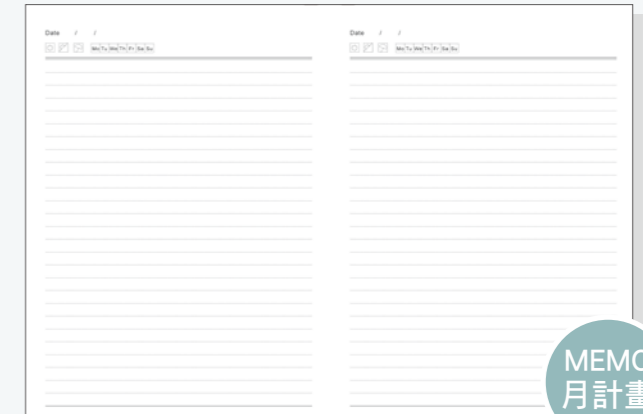 Date / /
Mo Tu We Th Fr Sa Su
Date / /
Mo Tu We Th Fr Sa Su
MEMO
月計畫